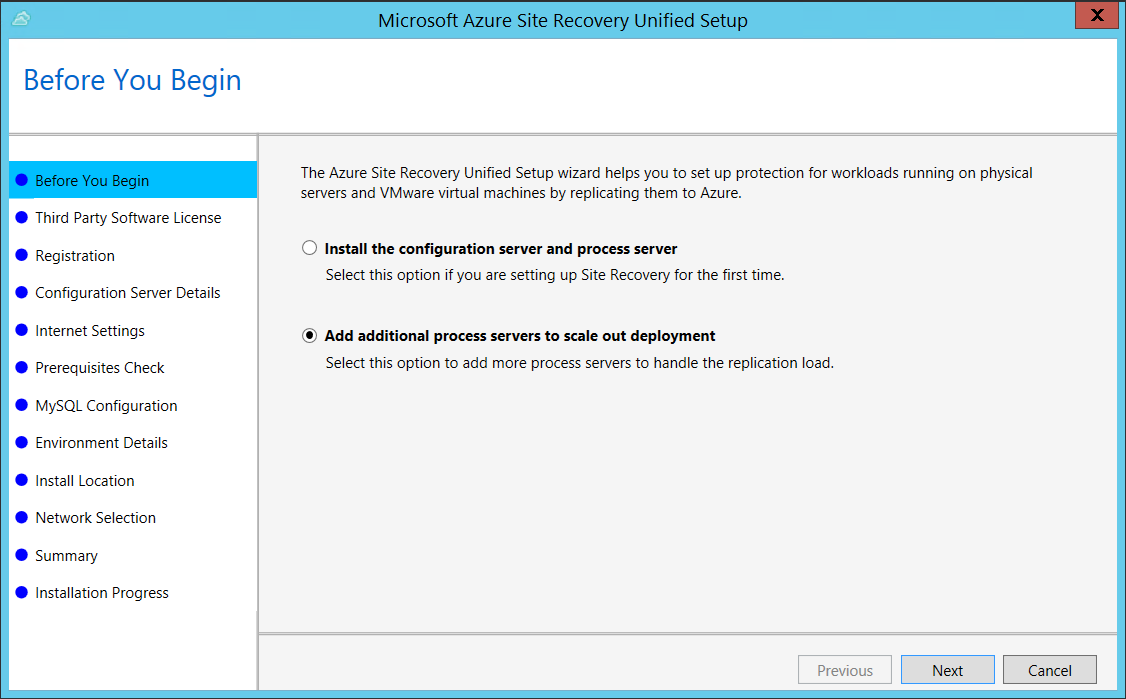 Microsoft Azure Site Recovery Unified Setup
X
Before You Begin
Before You Begin
Third Party Software License
Registration
Configuration Server Details
Internet Settings
Prerequisites Check
MySQL Configuration
Environment Details
Install Location
Network Selection
Summary
Installation Progress
The Azure Site Recovery Unified Setup wizard helps you to set up protection for workloads running on physical
servers and VMware virtual machines by replicating them to Azure.
Install the configuration server and process server
Select this option if you are setting up Site Recovery for the first time.
Add additional process servers to scale out deployment
Select this option to add more process servers to handle the replication load.
Previous
Next
Cancel